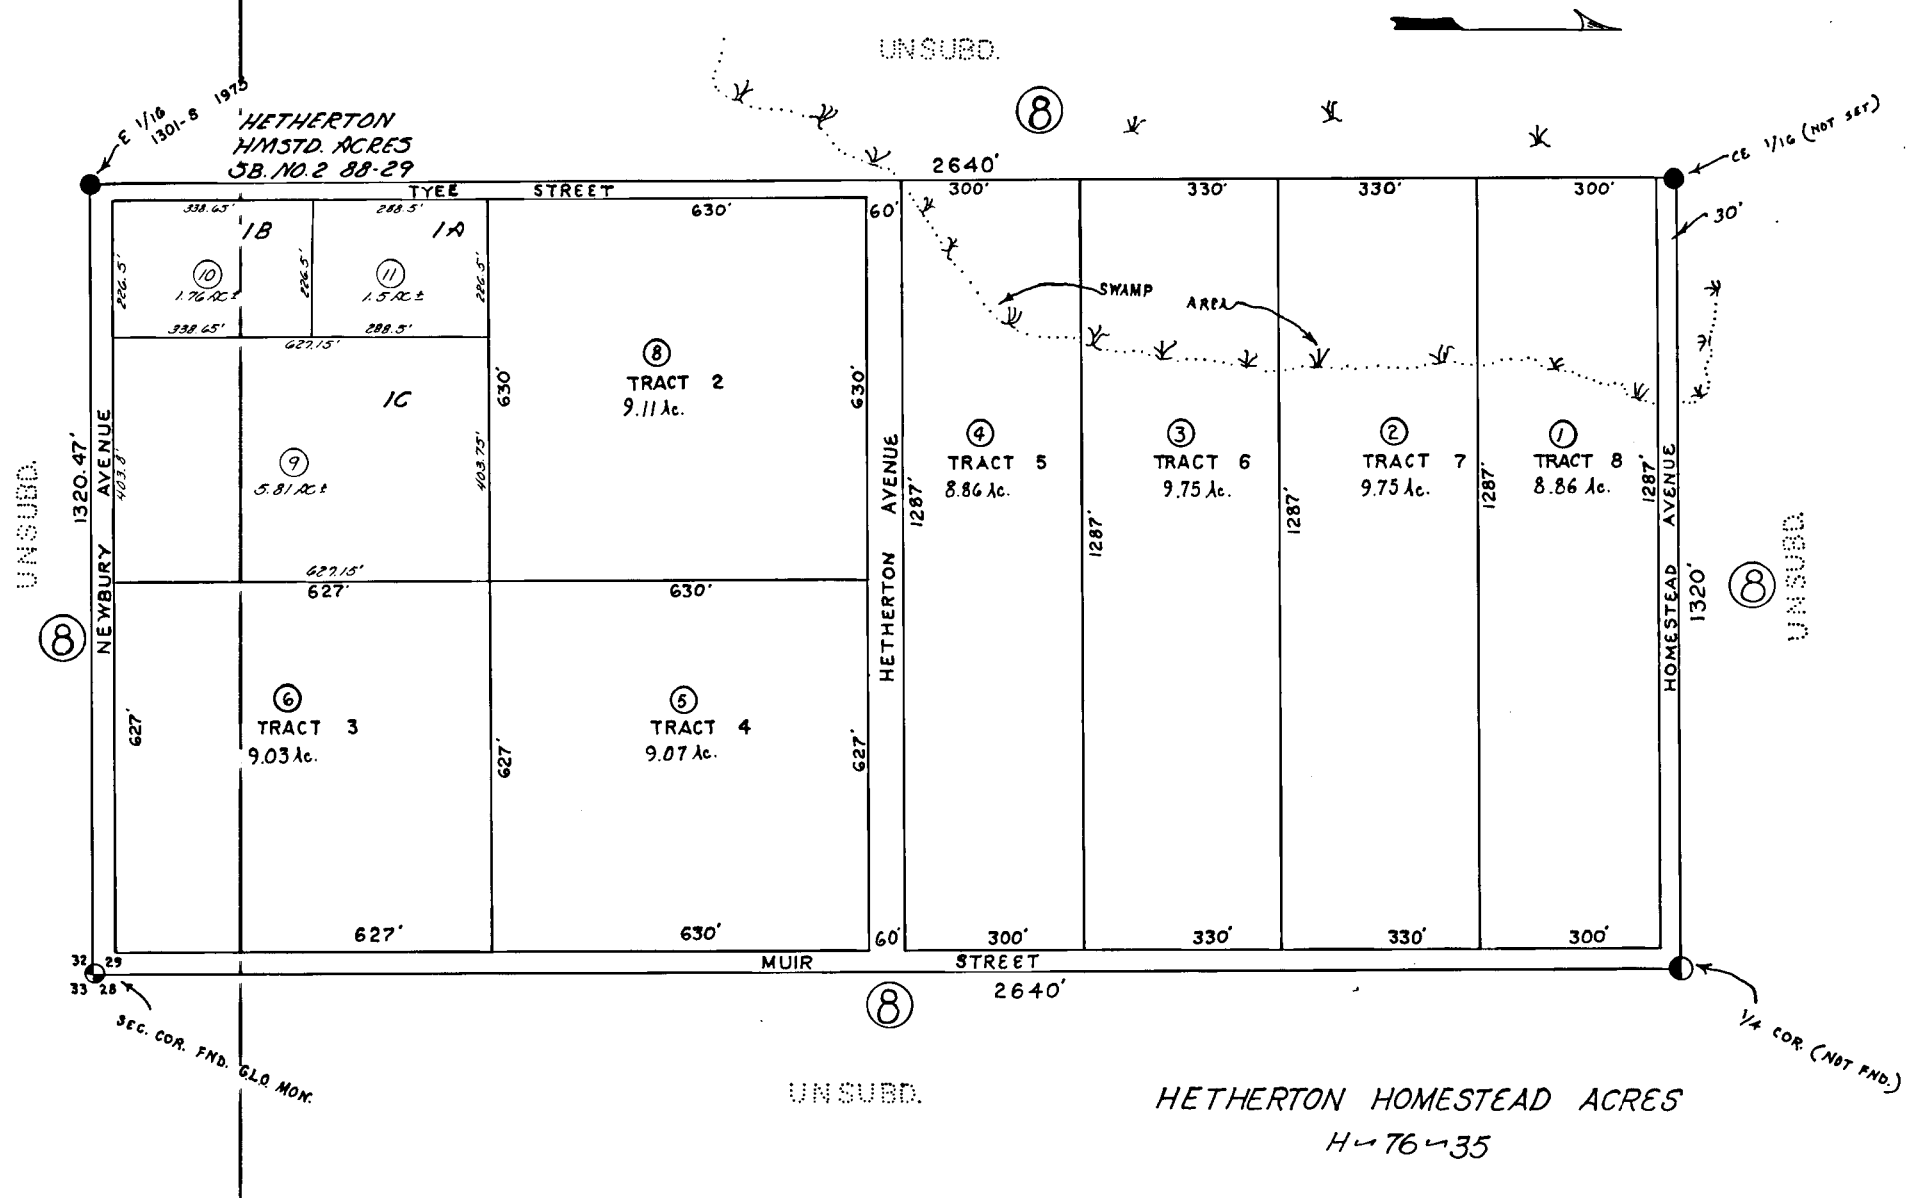 UNSUBD.
8
E 1/16
1301-S 1975
HETHERTON
HMSTD. ACRES
SB. NO.2 88-29
2640'
CE 1/16 (NOT SET)
TYEE STREET
300' 330' 330' 300'
30'
338.65' 288.5' 630' 60'
1B 1A
226.5' 226.5' 226.5'
10 11
1.76 AC± 1.5 AC±
338.65' 288.5'
627.15'
SWAMP AREA
8
TRACT 2
9.11 Ac.
630' 630'
1C
9
5.81 AC±
403.8' 403.75'
627.15'
627' 630'
4
TRACT 5
8.86 Ac.
3
TRACT 6
9.75 Ac.
2
TRACT 7
9.75 Ac.
1
TRACT 8
8.86 Ac.
1287' 1287' 1287' 1287' 1287'
UNSUBD.
8
1320.47'
NEWBURY AVENUE
HETHERTON AVENUE
HOMESTEAD AVENUE
1320'
8
UNSUBD.
6
TRACT 3
9.03 Ac.
5
TRACT 4
9.07 Ac.
627' 627' 627'
627' 630' 60' 300' 330' 330' 300'
MUIR STREET
2640'
8
32 29
33 28
SEC. COR. FND. GLO MON.
1/4 COR. (NOT FND.)
UNSUBD.
HETHERTON HOMESTEAD ACRES
H-76-35